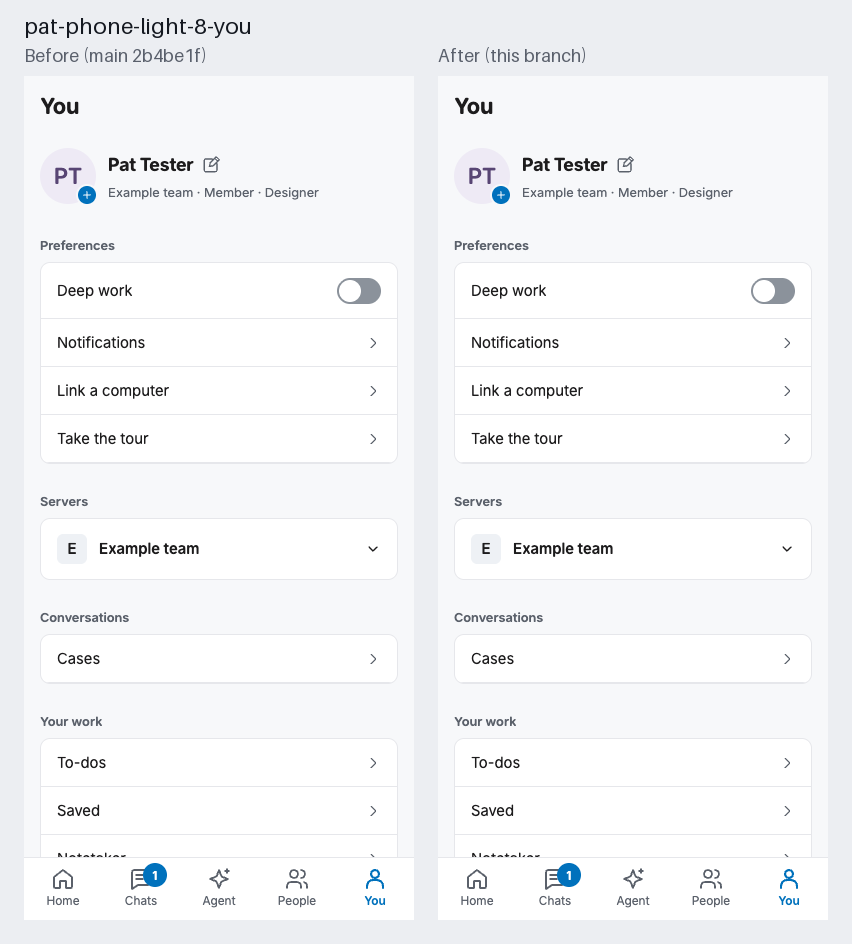 pat-phone-light-8-you
Before (main 2b4be1f)
After (this branch)
You
PT
Pat Tester
Example team · Member · Designer
Preferences
Deep work
Notifications
Link a computer
Take the tour
Servers
E
Example team
Conversations
Cases
Your work
To-dos
Saved
1
Home
Chats
Agent
People
You
You
PT
Pat Tester
Example team · Member · Designer
Preferences
Deep work
Notifications
Link a computer
Take the tour
Servers
E
Example team
Conversations
Cases
Your work
To-dos
Saved
1
Home
Chats
Agent
People
You